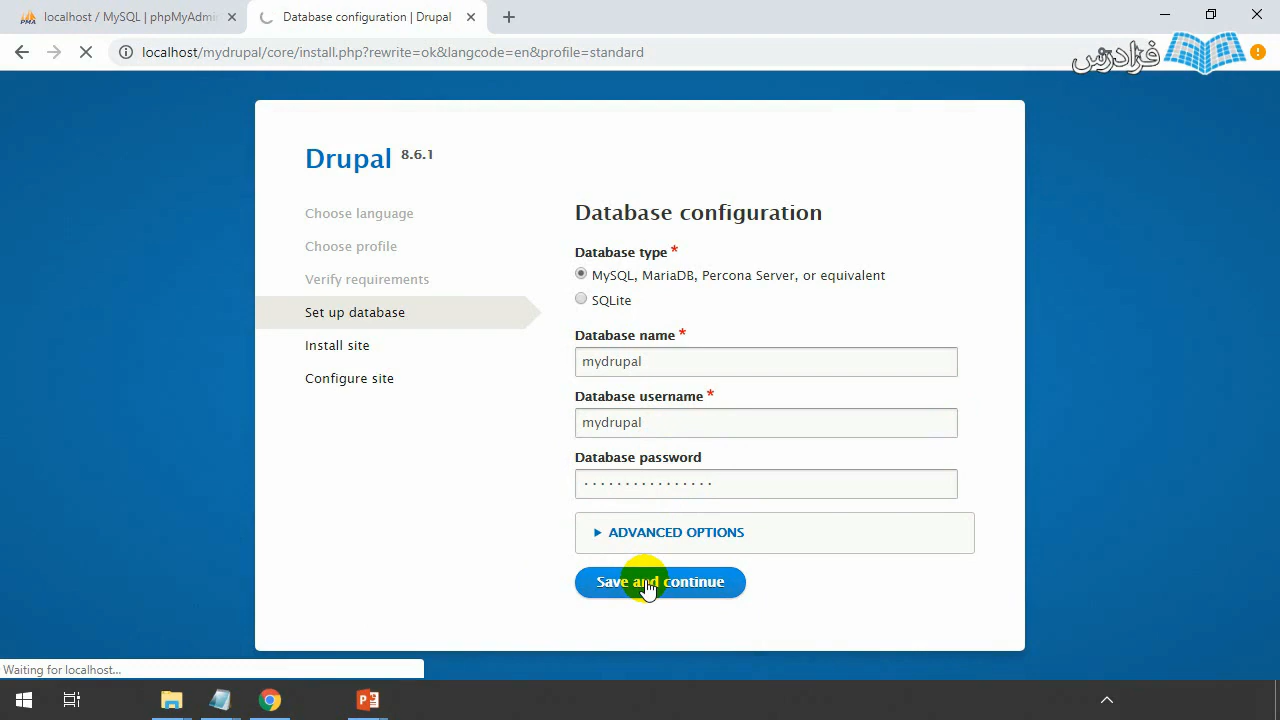 localhost / MySQL | phpMyAdmin
Database configuration | Drupal
localhost/mydrupal/core/install.php?rewrite=ok&langcode=en&profile=standard
فرادرس
Drupal 8.6.1
Choose language
Choose profile
Verify requirements
Set up database
Install site
Configure site
Database configuration
Database type *
MySQL, MariaDB, Percona Server, or equivalent
SQLite
Database name *
mydrupal
Database username *
mydrupal
Database password
················
ADVANCED OPTIONS
Save and continue
Waiting for localhost...